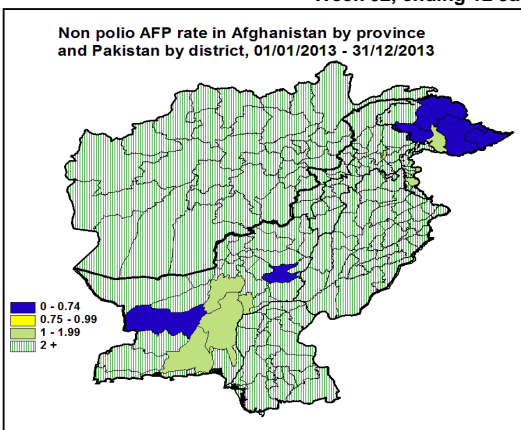 Non polio AFP rate in Afghanistan by province
and Pakistan by district, 01/01/2013 - 31/12/2013
0 - 0.74
0.75 - 0.99
1 - 1.99
2 +